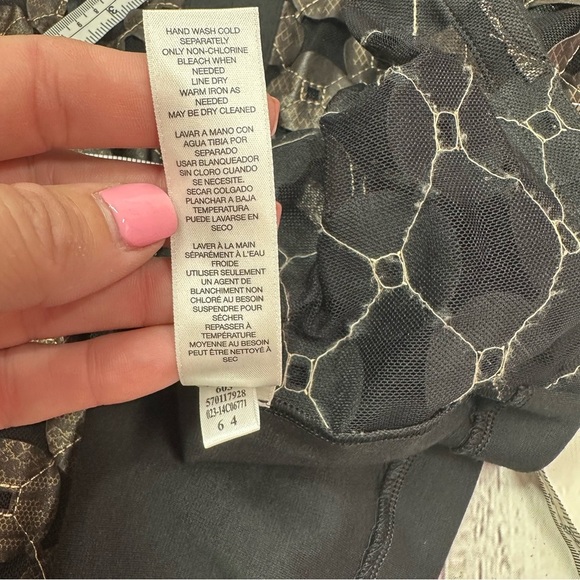 HAND WASH COLD
SEPARATELY
ONLY NON-CHLORINE
BLEACH WHEN
NEEDED
LINE DRY
WARM IRON AS
NEEDED
MAY BE DRY CLEANED
LAVAR A MANO CON
AGUA TIBIA POR
SEPARADO
USAR BLANQUEADOR
SIN CLORO CUANDO
SE NECESITE.
SECAR COLGADO
PLANCHAR A BAJA
TEMPERATURA
PUEDE LAVARSE EN
SECO
LAVER À LA MAIN
SÉPARÉMENT À L'EAU
FROIDE
UTILISER SEULEMENT
UN AGENT DE
BLANCHIMENT NON
CHLORÉ AU BESOIN
SUSPENDRE POUR
SÉCHER
REPASSER À
TEMPÉRATURE
MOYENNE AU BESOIN
PEUT ÊTRE NETTOYÉ À
SEC
570117928
023-14C06771
6 4